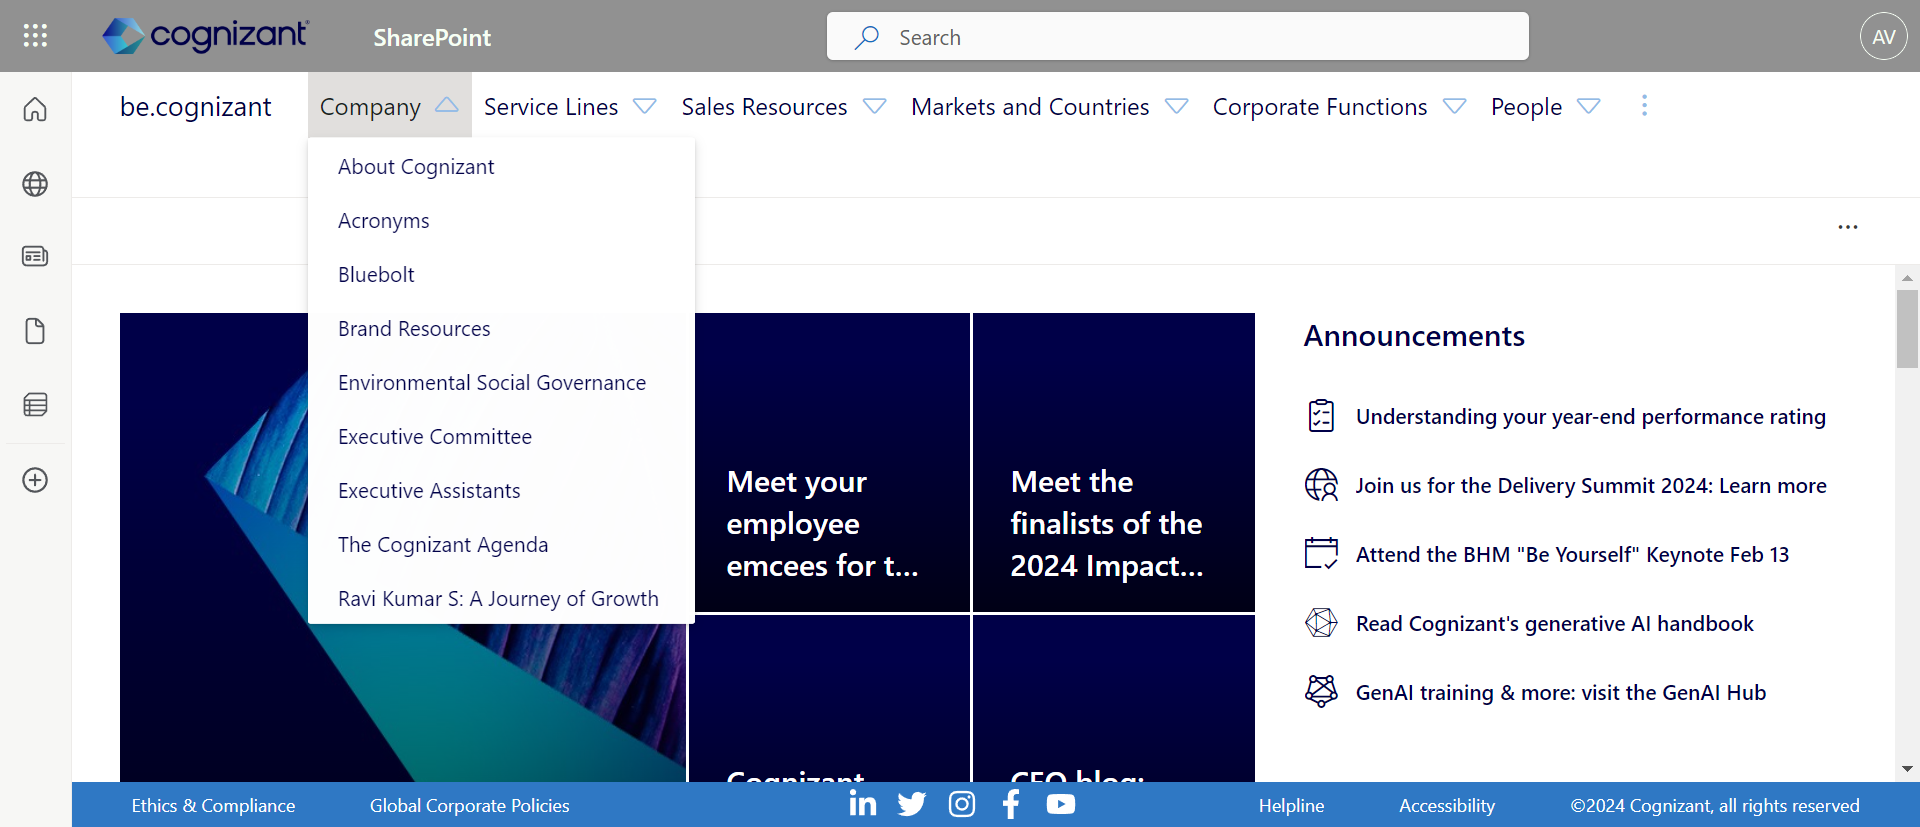 cognizant
SharePoint
Search
AV
be.cognizant
Company
Service Lines
Sales Resources
Markets and Countries
Corporate Functions
People
About Cognizant
Acronyms
Bluebolt
Brand Resources
Environmental Social Governance
Executive Committee
Executive Assistants
The Cognizant Agenda
Ravi Kumar S: A Journey of Growth
...
Meet your
employee
emcees for t...
Meet the
finalists of the
2024 Impact...
Cognizant
CEO blog:
Announcements
Understanding your year-end performance rating
Join us for the Delivery Summit 2024: Learn more
Attend the BHM "Be Yourself" Keynote Feb 13
Read Cognizant's generative AI handbook
GenAI training & more: visit the GenAI Hub
Ethics & Compliance
Global Corporate Policies
Helpline
Accessibility
©2024 Cognizant, all rights reserved